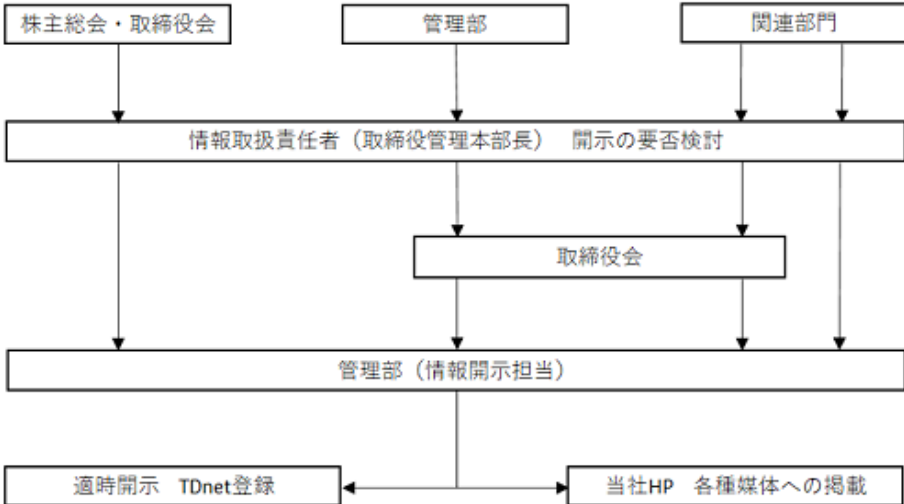 株主総会・取締役会
管理部
関連部門
情報取扱責任者（取締役管理本部長）　開示の要否検討
取締役会
管理部（情報開示担当）
適時開示　TDnet登録
当社HP　各種媒体への掲載